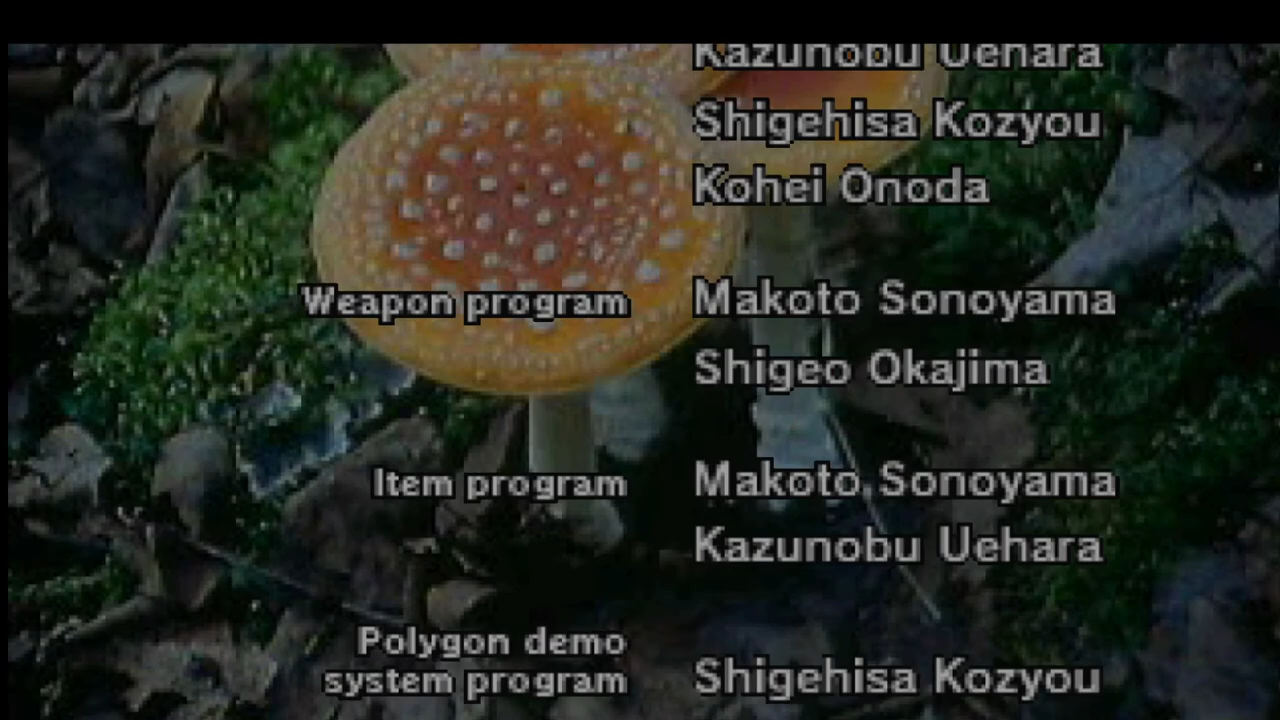 Kazunobu Uehara
Shigehisa Kozyou
Kohei Onoda
Weapon program Makoto Sonoyama
Shigeo Okajima
Item program Makoto Sonoyama
Kazunobu Uehara
Polygon demo
system program Shigehisa Kozyou